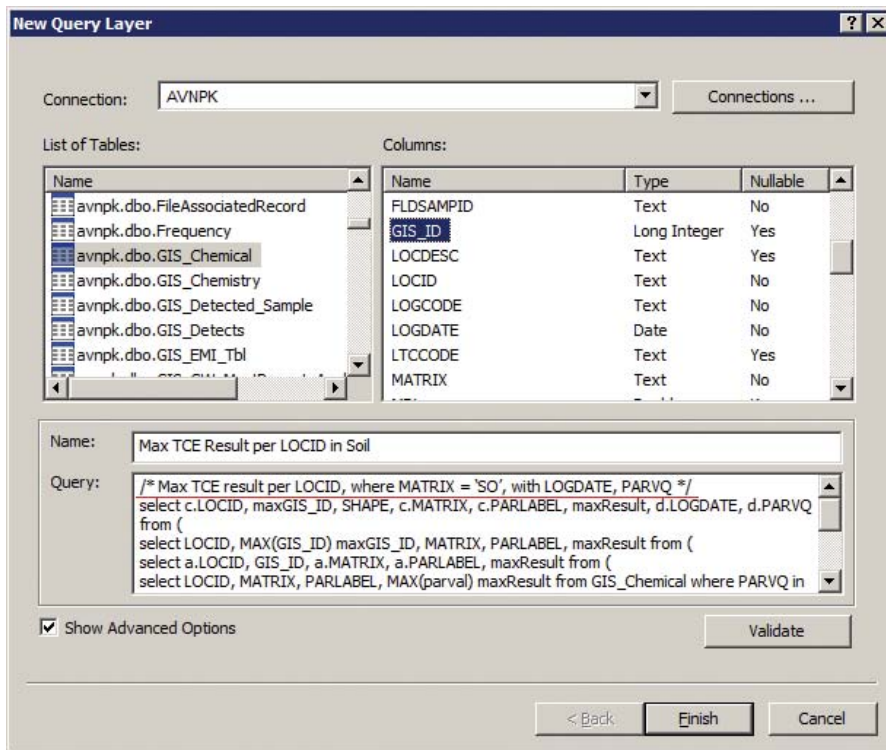 New Query Layer
Connection: AVNPK Connections ...
List of Tables: Columns:
Name
avnpk.dbo.FileAssociatedRecord
avnpk.dbo.Frequency
avnpk.dbo.GIS_Chemical
avnpk.dbo.GIS_Chemistry
avnpk.dbo.GIS_Detected_Sample
avnpk.dbo.GIS_Detects
avnpk.dbo.GIS_EMI_Tbl
Name Type Nullable
FLDSAMPID Text No
GIS_ID Long Integer Yes
LOCDESC Text Yes
LOCID Text No
LOGCODE Text No
LOGDATE Date No
LTCCODE Text Yes
MATRIX Text No
Name: Max TCE Result per LOCID in Soil
Query: /* Max TCE result per LOCID, where MATRIX = 'SO', with LOGDATE, PARVQ */
select c.LOCID, maxGIS_ID, SHAPE, c.MATRIX, c.PARLABEL, maxResult, d.LOGDATE, d.PARVQ
from (
select LOCID, MAX(GIS_ID) maxGIS_ID, MATRIX, PARLABEL, maxResult from (
select a.LOCID, GIS_ID, a.MATRIX, a.PARLABEL, maxResult from (
select LOCID, MATRIX, PARLABEL, MAX(parval) maxResult from GIS_Chemical where PARVQ in
Show Advanced Options Validate
< Back Finish Cancel